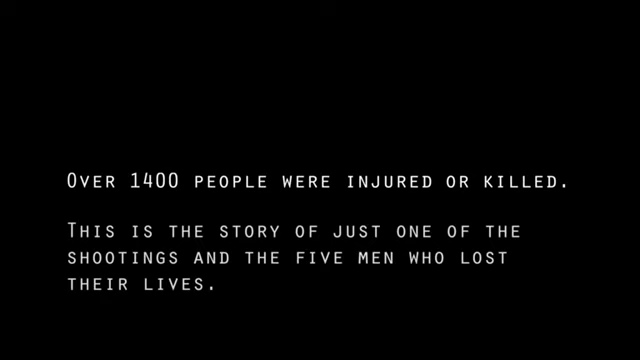 Over 1400 people were injured or killed.
This is the story of just one of the
shootings and the five men who lost
their lives.